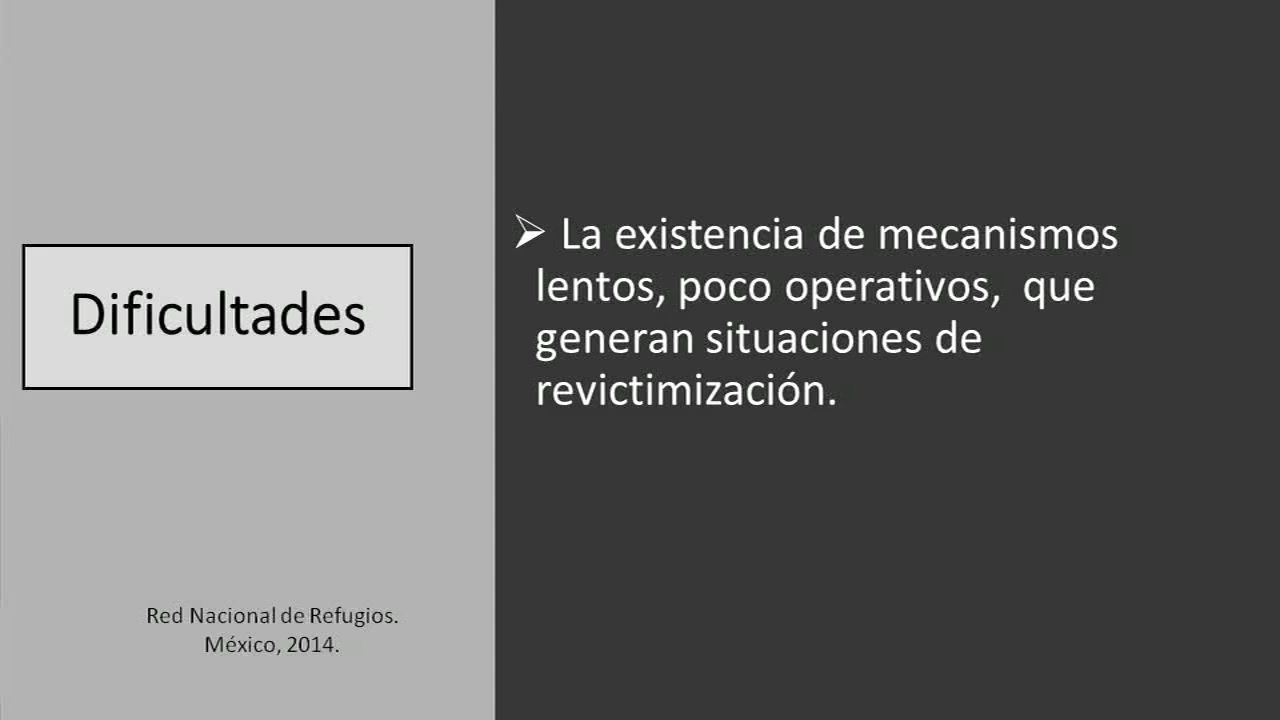 Dificultades
➢ La existencia de mecanismos
lentos, poco operativos,  que
generan situaciones de
revictimización.
Red Nacional de Refugios.
México, 2014.